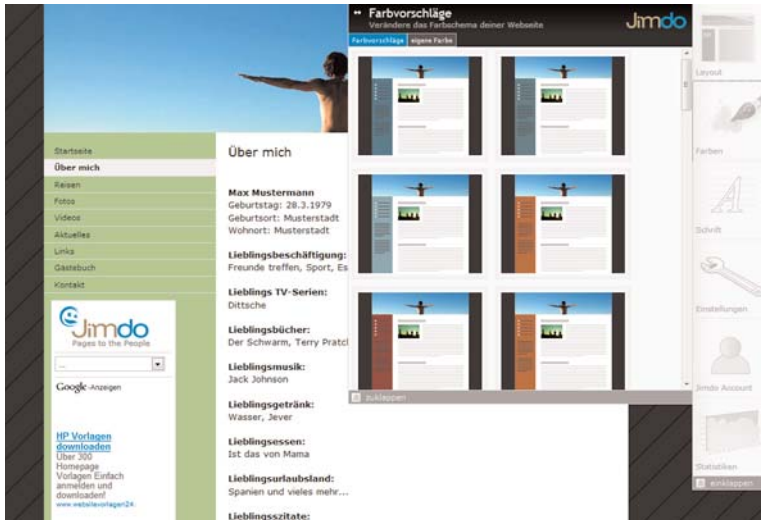 Farbvorschläge
Verändere das Farbschema deiner Webseite
Jimdo
Farbvorschläge
eigene Farbe
Layout
Farben
Schrift
Einstellungen
Jimdo Account
Statistiken
einklappen
zuklappen
Startseite
Über mich
Reisen
Fotos
Videos
Aktuelles
Links
Gästebuch
Kontakt
Jimdo
Pages to the People
...
Google-Anzeigen
HP Vorlagen
downloaden
Über 300
Homepage
Vorlagen Einfach
anmelden und
downloaden!
www.websitevorlagen24.
Über mich
Max Mustermann
Geburtstag: 28.3.1979
Geburtsort: Musterstadt
Wohnort: Musterstadt
Lieblingsbeschäftigung:
Freunde treffen, Sport, Es
Lieblings TV-Serien:
Dittsche
Lieblingsbücher:
Der Schwarm, Terry Pratc
Lieblingsmusik:
Jack Johnson
Lieblingsgetränk:
Wasser, Jever
Lieblingsessen:
Ist das von Mama
Lieblingsurlaubsland:
Spanien und vieles mehr...
Lieblingsszitate: